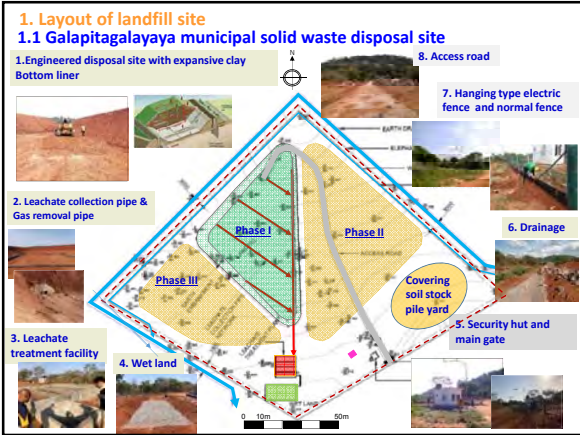 1. Layout of landfill site
1.1 Galapitagalayaya municipal solid waste disposal site
1.Engineered disposal site with expansive clay
Bottom liner
N
8. Access road
7. Hanging type electric
fence and normal fence
EARTH
2. Leachate collection pipe &
Gas removal pipe
Phase I
Phase II
6. Drainage
ACCESS ROAD
Phase III
Covering
soil stock
pile yard
3. Leachate
treatment facility
4. Wet land
5. Security hut and
main gate
0 10m 50m